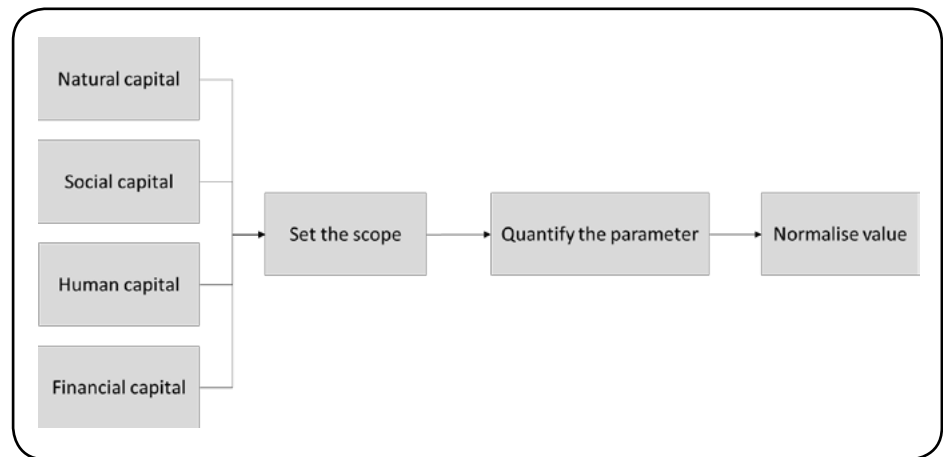 Natural capital
Social capital
Human capital
Financial capital
Set the scope
Quantify the parameter
Normalise value